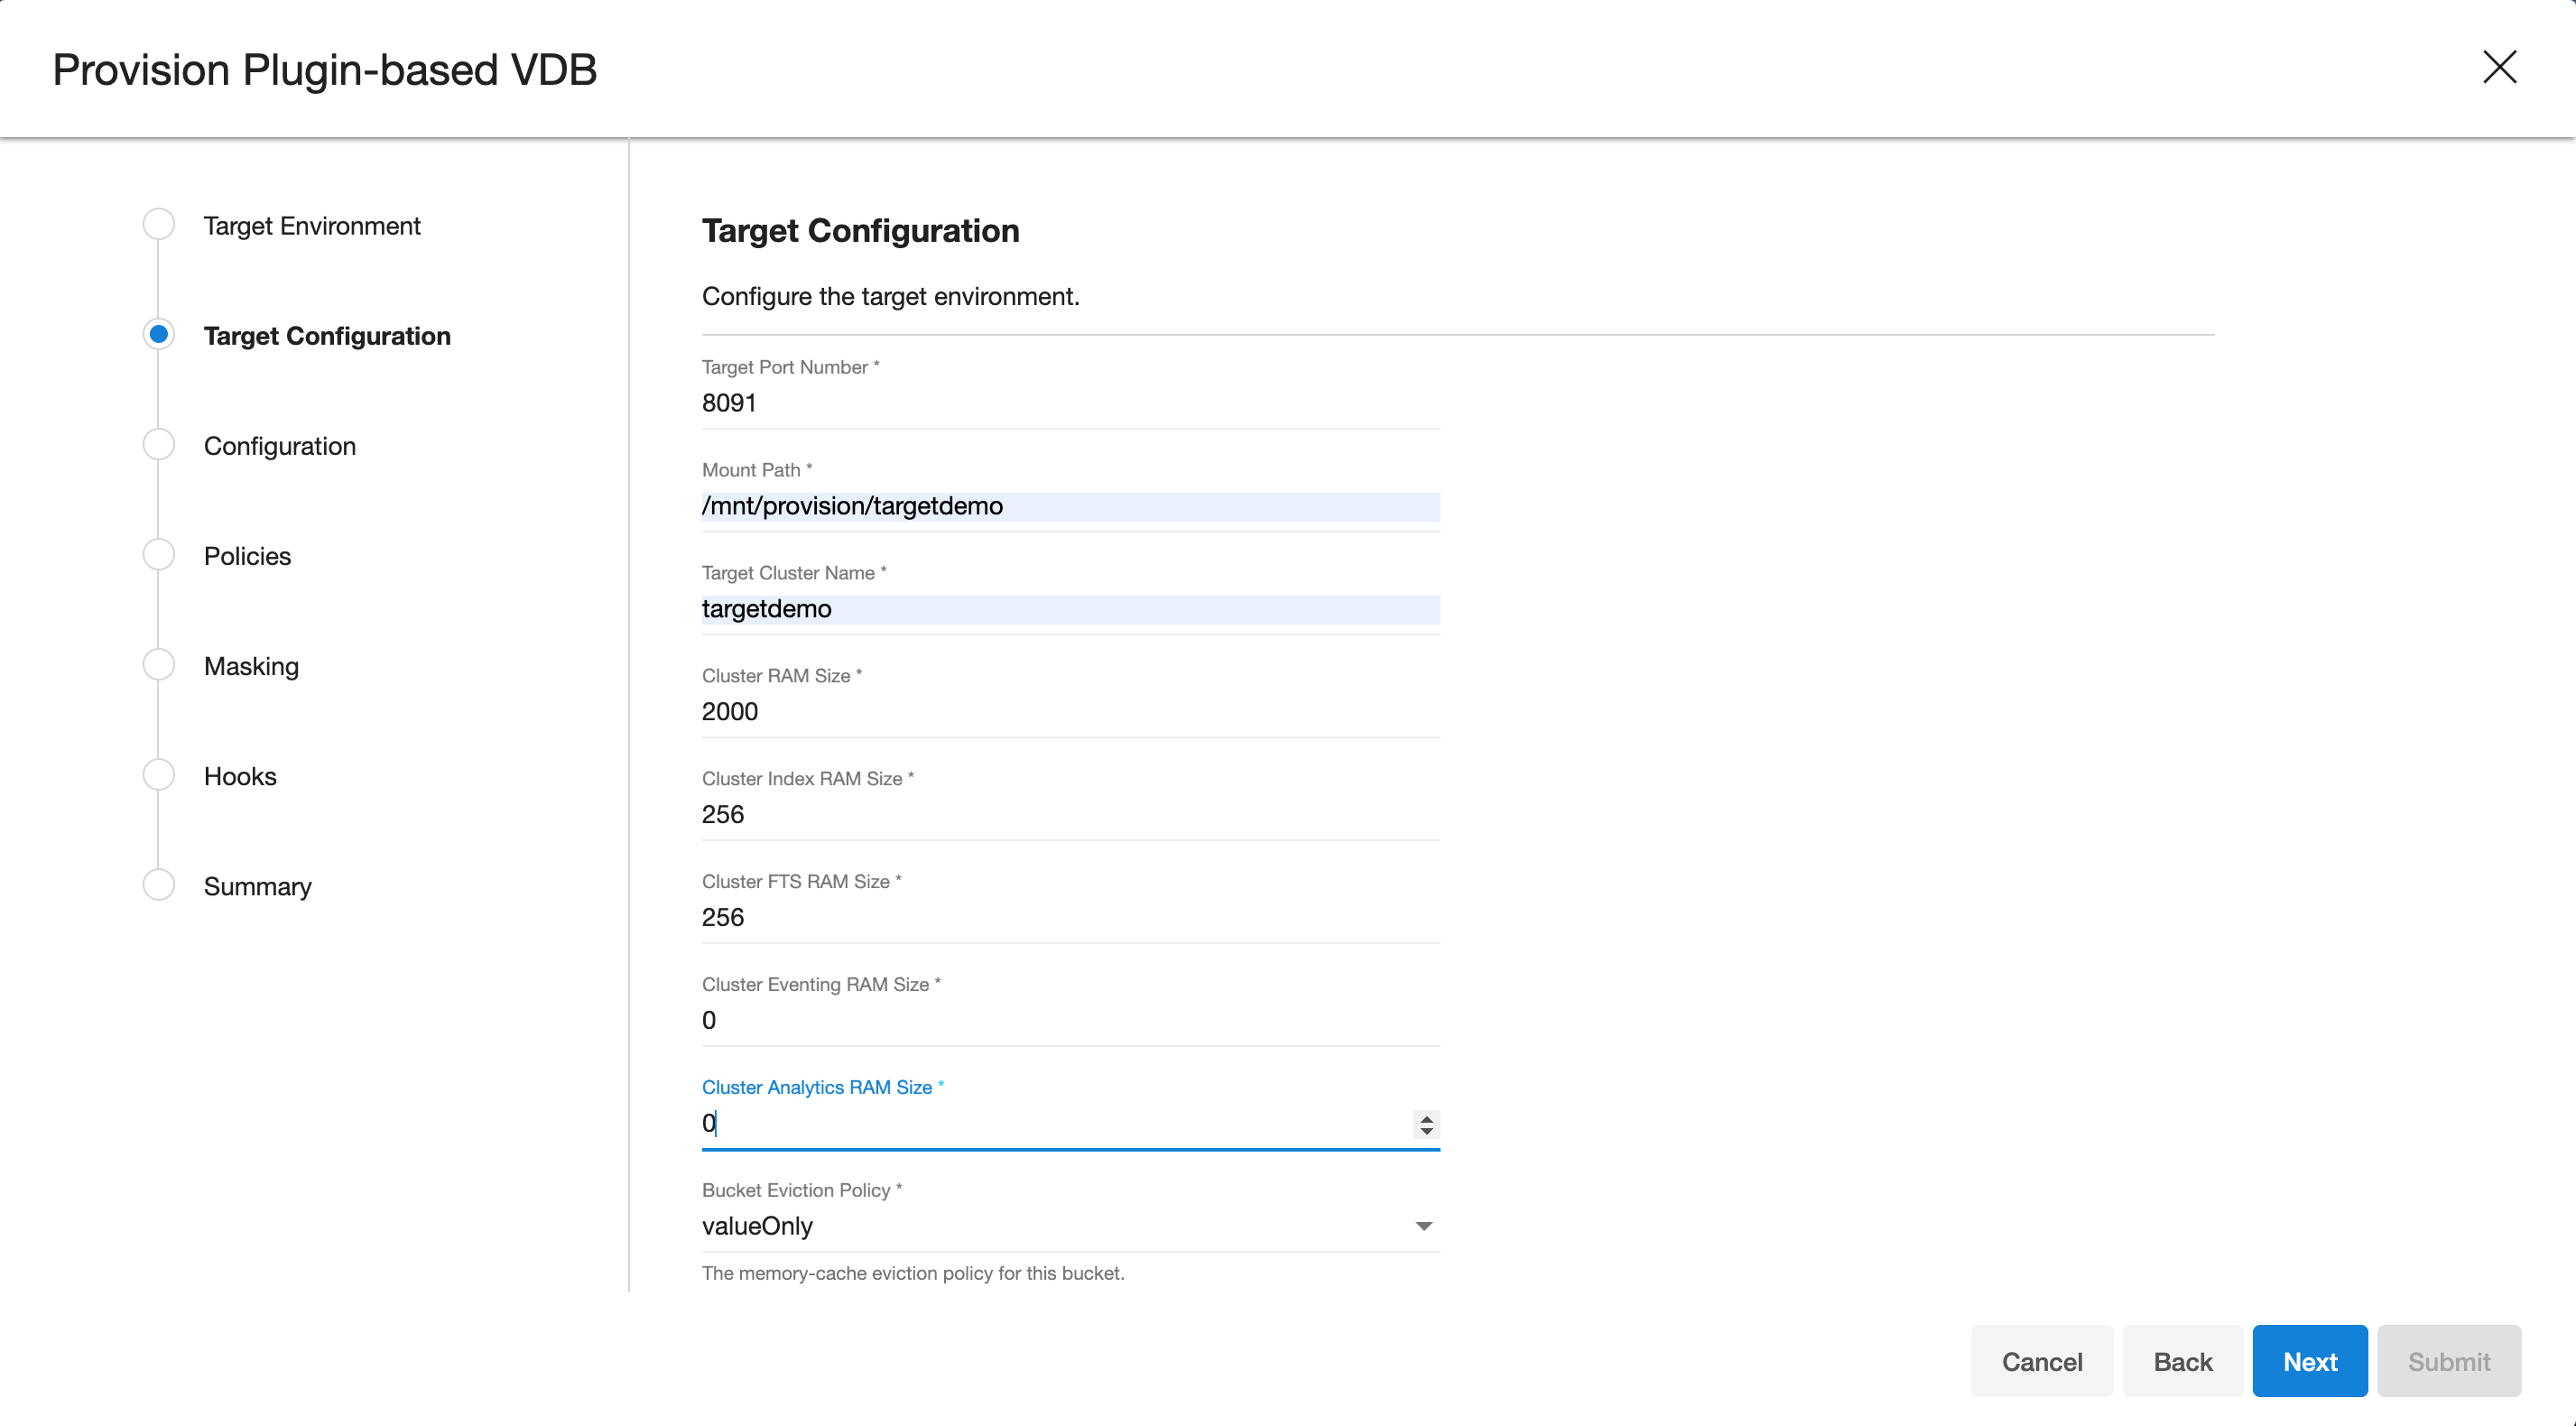 Provision Plugin-based VDB
Target Environment
Target Configuration
Configuration
Policies
Masking
Hooks
Summary
Target Configuration
Configure the target environment.
Target Port Number *
8091
Mount Path *
/mnt/provision/targetdemo
Target Cluster Name *
targetdemo
Cluster RAM Size *
2000
Cluster Index RAM Size *
256
Cluster FTS RAM Size *
256
Cluster Eventing RAM Size *
0
Cluster Analytics RAM Size *
0
Bucket Eviction Policy *
valueOnly
The memory-cache eviction policy for this bucket.
Cancel Back Next Submit